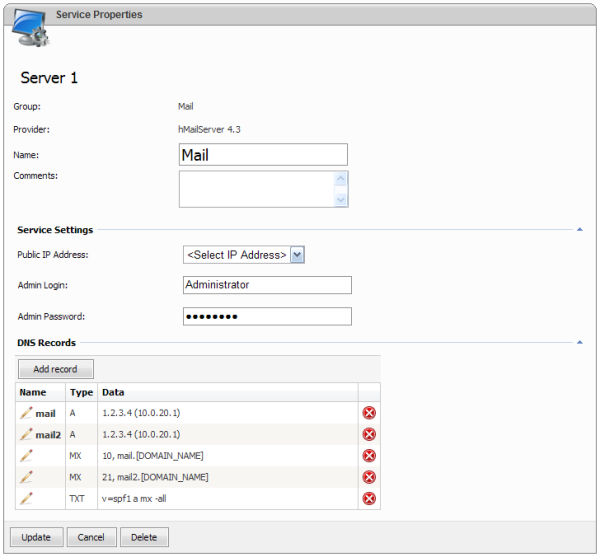 Service Properties
Server 1
Group: Mail
Provider: hMailServer 4.3
Name: Mail
Comments:
Service Settings
Public IP Address: <Select IP Address>
Admin Login: Administrator
Admin Password: ●●●●●●●●
DNS Records
Add record
Name Type Data
mail A 1.2.3.4 (10.0.20.1)
mail2 A 1.2.3.4 (10.0.20.1)
MX 10, mail.[DOMAIN_NAME]
MX 21, mail2.[DOMAIN_NAME]
TXT v=spf1 a mx -all
Update Cancel Delete